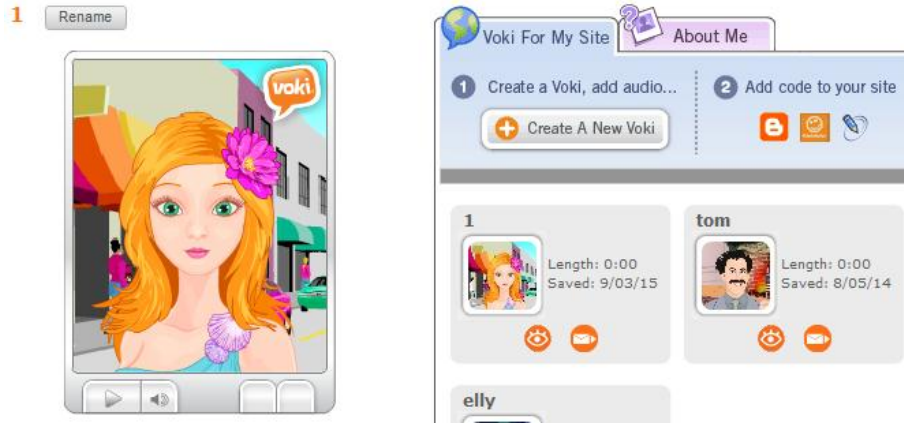 1 Rename
voki
Voki For My Site
About Me
1 Create a Voki, add audio...
2 Add code to your site
Create A New Voki
1
Length: 0:00
Saved: 9/03/15
tom
Length: 0:00
Saved: 8/05/14
elly